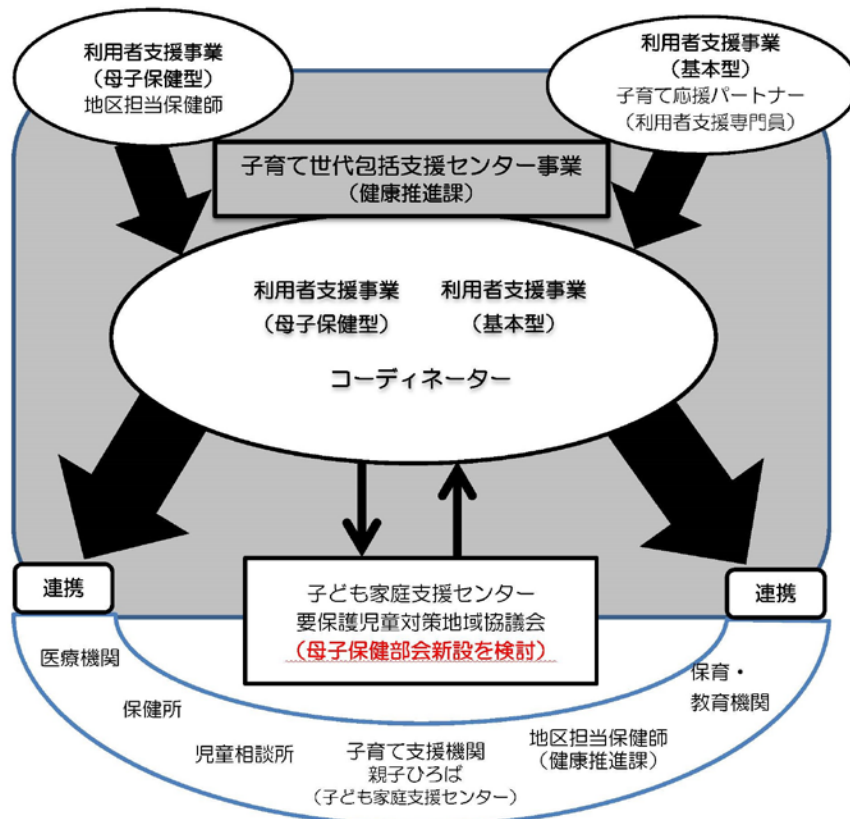 利用者支援事業
（母子保健型）
地区担当保健師
利用者支援事業
（基本型）
子育て応援パートナー
（利用者支援専門員）
子育て世代包括支援センター事業
（健康推進課）
利用者支援事業
（母子保健型）
利用者支援事業
（基本型）
コーディネーター
連携
子ども家庭支援センター
要保護児童対策地域協議会
（母子保健部会新設を検討）
連携
医療機関
保健所
児童相談所
子育て支援機関
親子ひろば
（子ども家庭支援センター）
地区担当保健師
（健康推進課）
保育・
教育機関